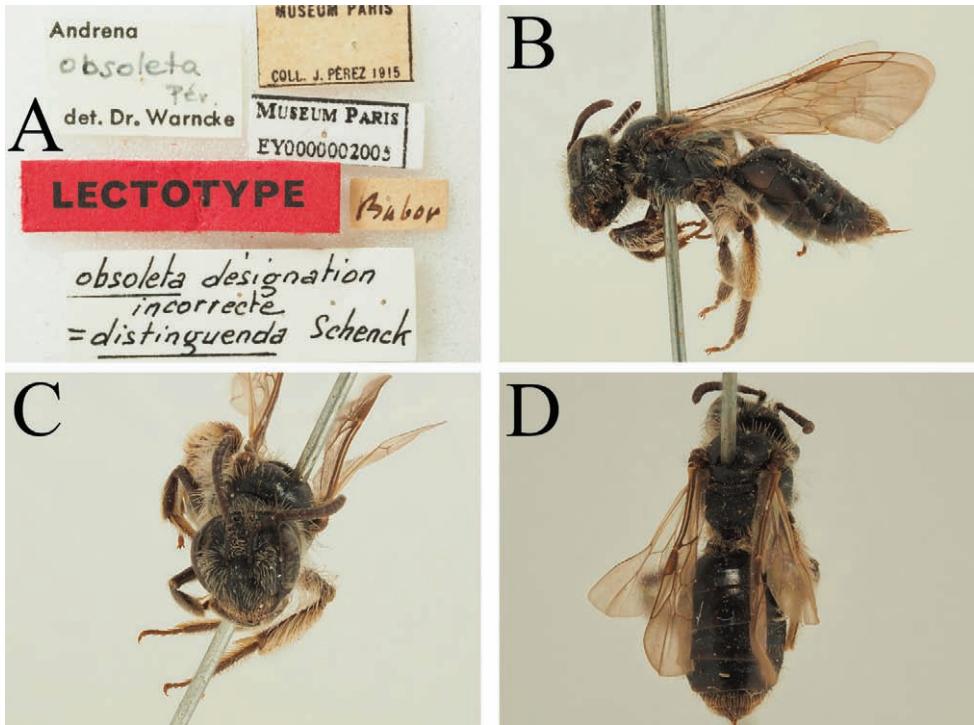 A
Andrena
obsoleta
Pér.
det. Dr. Warncke
MUSEUM PARIS
COLL. J. PÉREZ 1915
MUSEUM PARIS
EY0000002005
LECTOTYPE
Babor
obsoleta désignation
incorrecte
= distinguenda Schenck
B
C
D